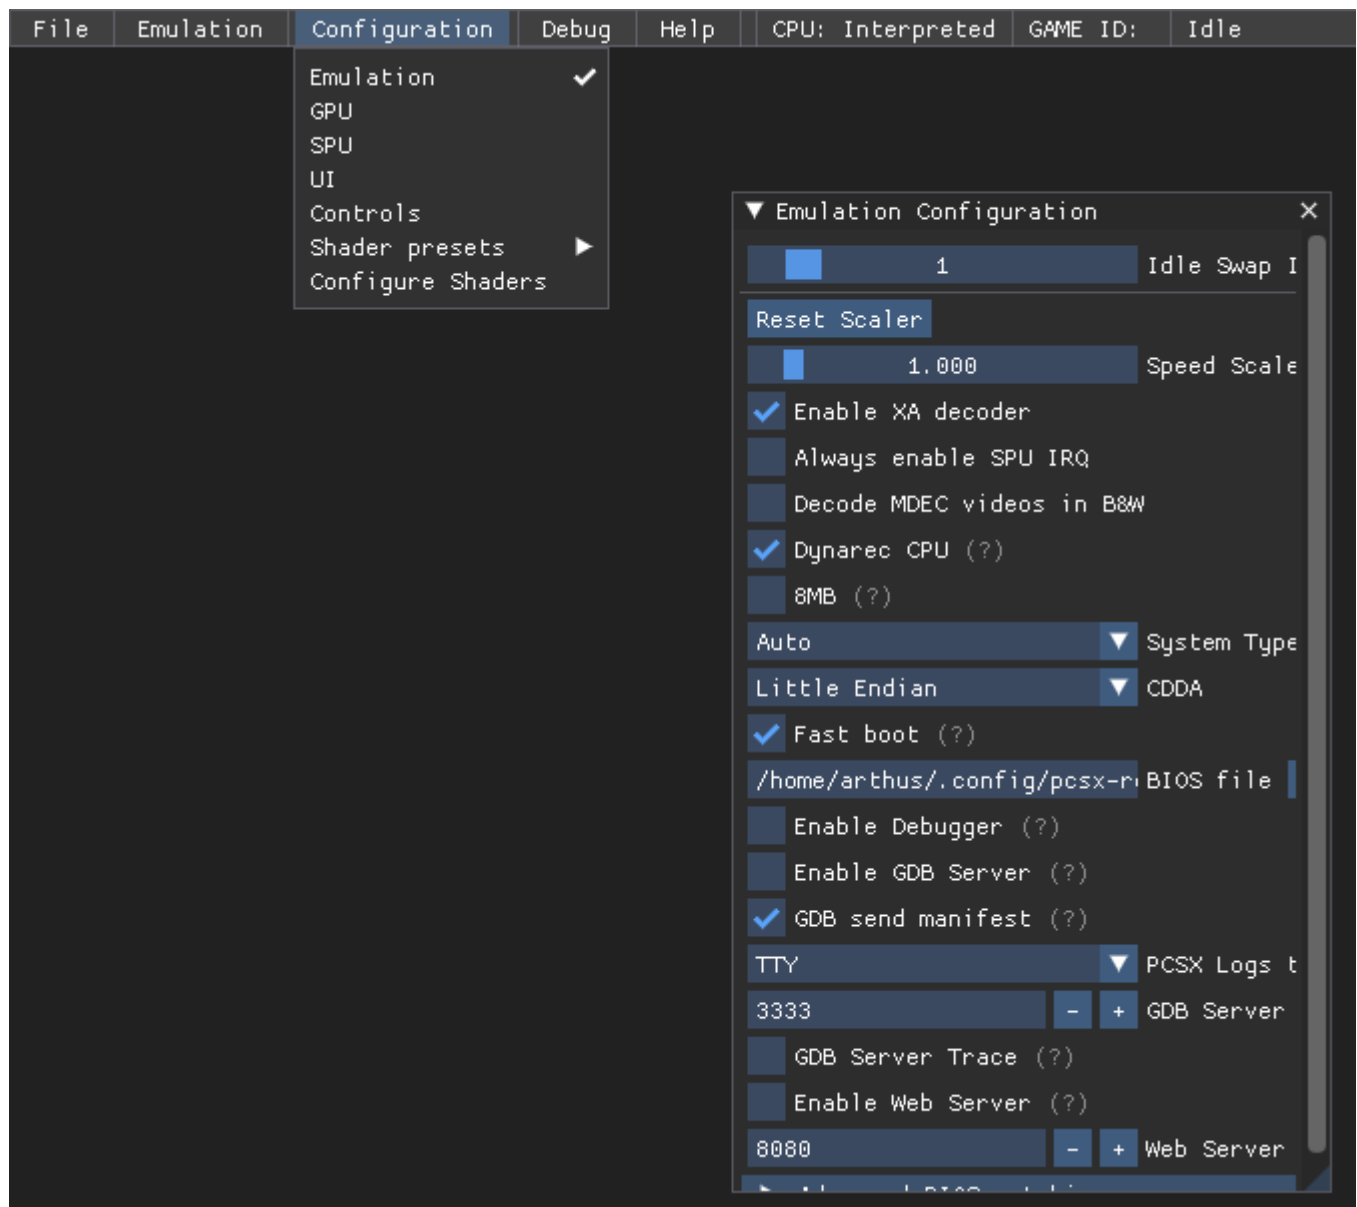 File Emulation Configuration Debug Help CPU: Interpreted GAME ID: Idle
Emulation
GPU
SPU
UI
Controls
Shader presets
Configure Shaders
Emulation Configuration
1 Idle Swap I
Reset Scaler
1.000 Speed Scale
Enable XA decoder
Always enable SPU IRQ
Decode MDEC videos in B&W
Dynarec CPU (?)
8MB (?)
Auto System Type
Little Endian CDDA
Fast boot (?)
/home/arthus/.config/pcsx-r BIOS file
Enable Debugger (?)
Enable GDB Server (?)
GDB send manifest (?)
TTY PCSX Logs t
3333 - + GDB Server
GDB Server Trace (?)
Enable Web Server (?)
8080 - + Web Server